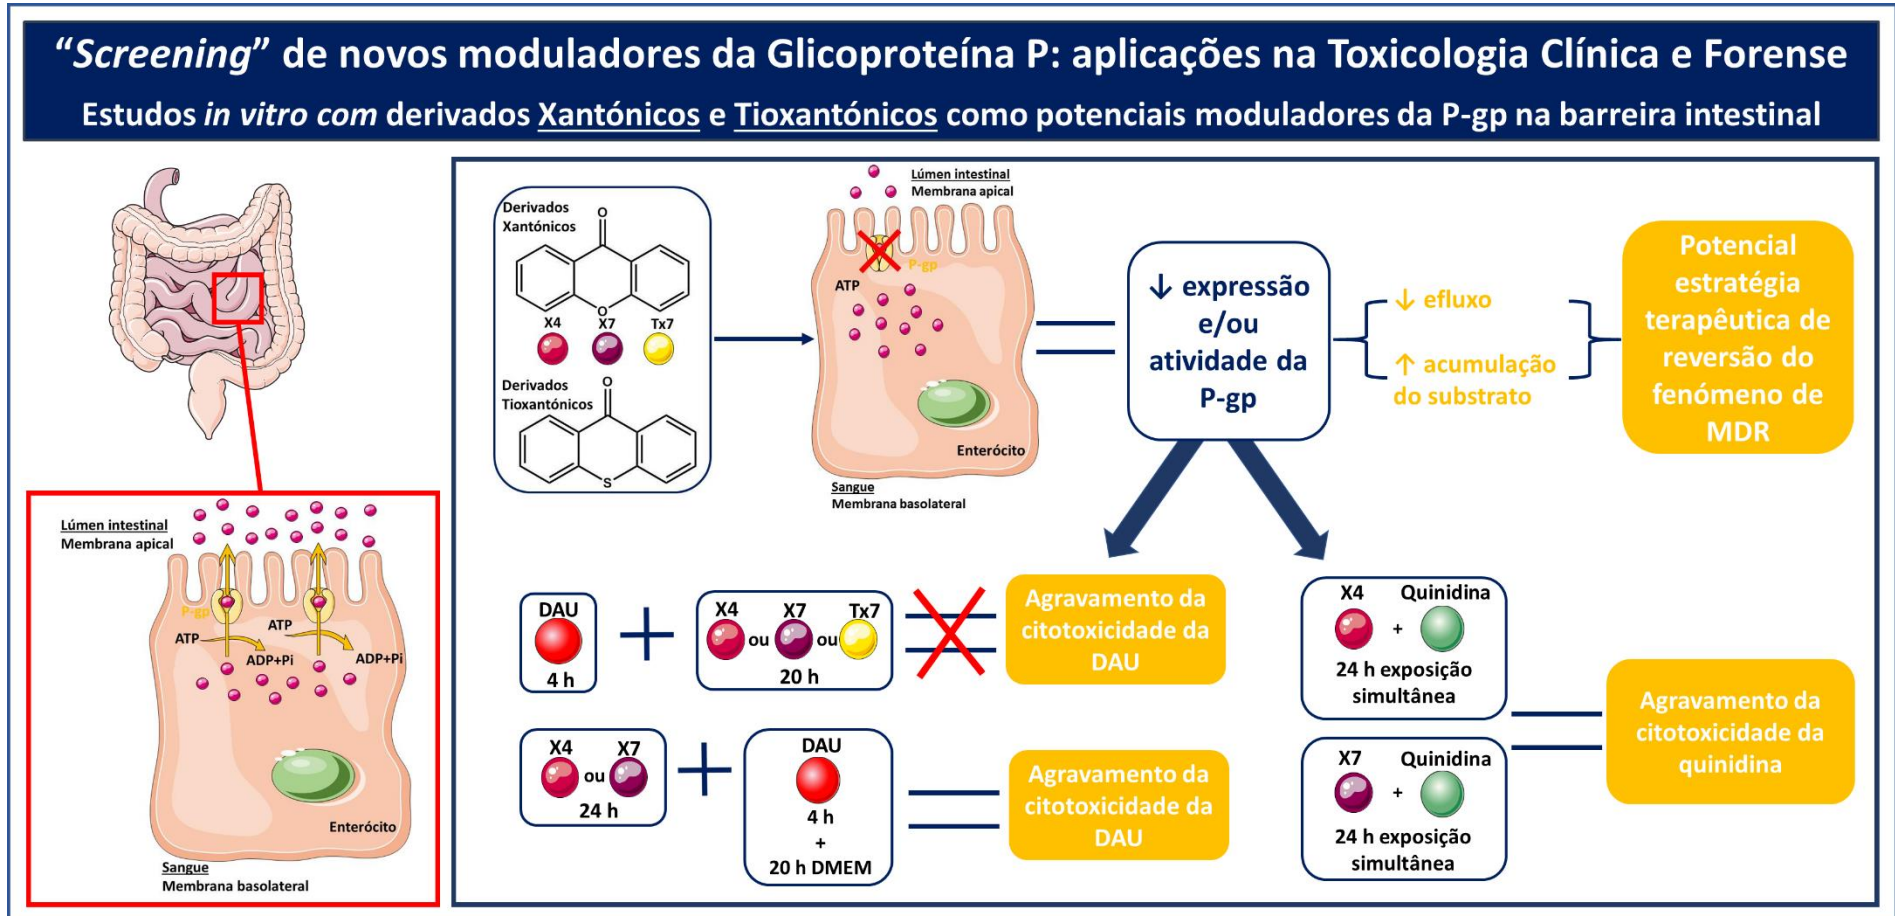 “Screening” de novos moduladores da Glicoproteína P: aplicações na Toxicologia Clínica e Forense
Estudos in vitro com derivados Xantónicos e Tioxantónicos como potenciais moduladores da P-gp na barreira intestinal
Lúmen intestinal
Membrana apical
P-gp
ATP
ADP+Pi
ATP
ADP+Pi
Enterócito
Sangue
Membrana basolateral
Derivados
Xantónicos
O
O
X4 X7 Tx7
Derivados
Tioxantónicos
O
S
Lúmen intestinal
Membrana apical
P-gp
ATP
Enterócito
Sangue
Membrana basolateral
↓ expressão
e/ou
atividade da
P-gp
↓ efluxo
↑ acumulação
do substrato
Potencial
estratégia
terapêutica de
reversão do
fenómeno de
MDR
DAU
4 h
+
X4 ou X7 ou Tx7
20 h
=
Agravamento da
citotoxicidade da
DAU
X4 ou X7
24 h
+
DAU
4 h
+
20 h DMEM
=
Agravamento da
citotoxicidade da
DAU
X4 + Quinidina
24 h exposição
simultânea
X7 + Quinidina
24 h exposição
simultânea
=
Agravamento da
citotoxicidade da
quinidina